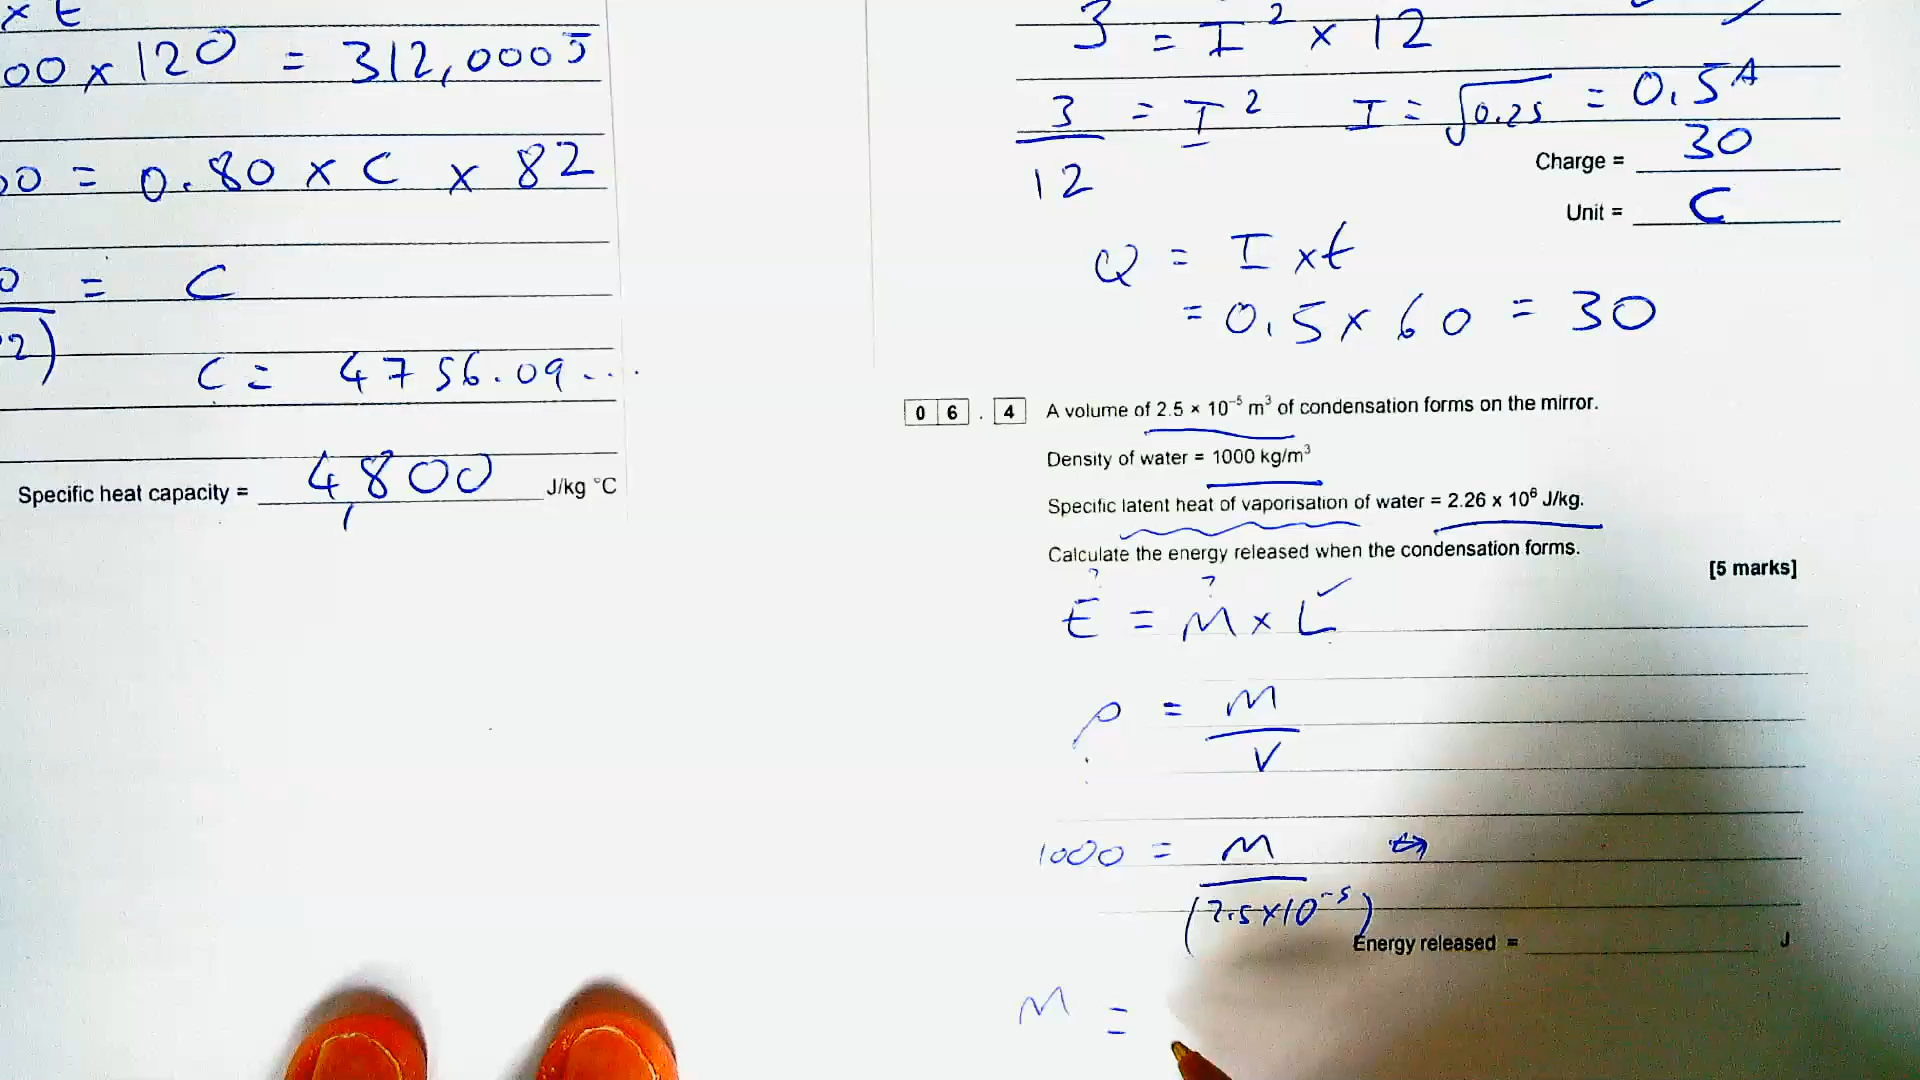 x t
00 x 120 = 312,000J
00 = 0.80 x C x 82
0 = C
2)
C = 4756.09...
4800
Specific heat capacity = J/kg °C
3 = I² x 12
3/12 = I² I = √0.25 = 0.5A
Charge = 30
Unit = C
Q = I x t
= 0.5 x 60 = 30
0 6 . 4 A volume of 2.5 × 10⁻⁵ m³ of condensation forms on the mirror.
Density of water = 1000 kg/m³
Specific latent heat of vaporisation of water = 2.26 x 10⁶ J/kg.
Calculate the energy released when the condensation forms.
[5 marks]
? ? ✓
E = M x L
ρ = M
V
1000 = M
(2.5x10⁻⁵)
Energy released = J
M =